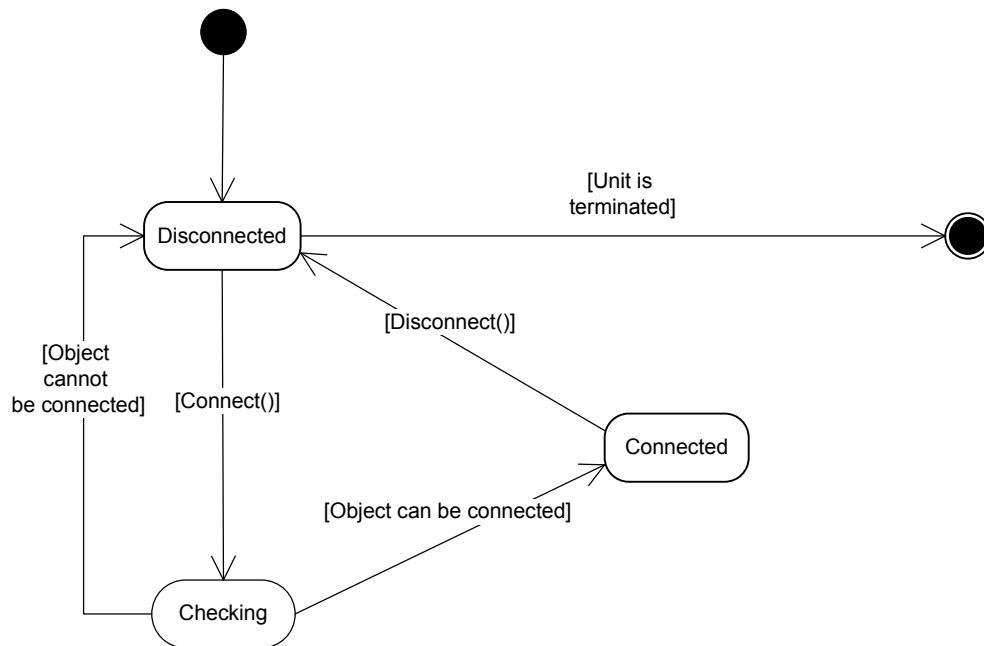 [Unit is
terminated]
Disconnected
[Disconnect()]
[Object
cannot
be connected]
[Connect()]
Connected
[Object can be connected]
Checking